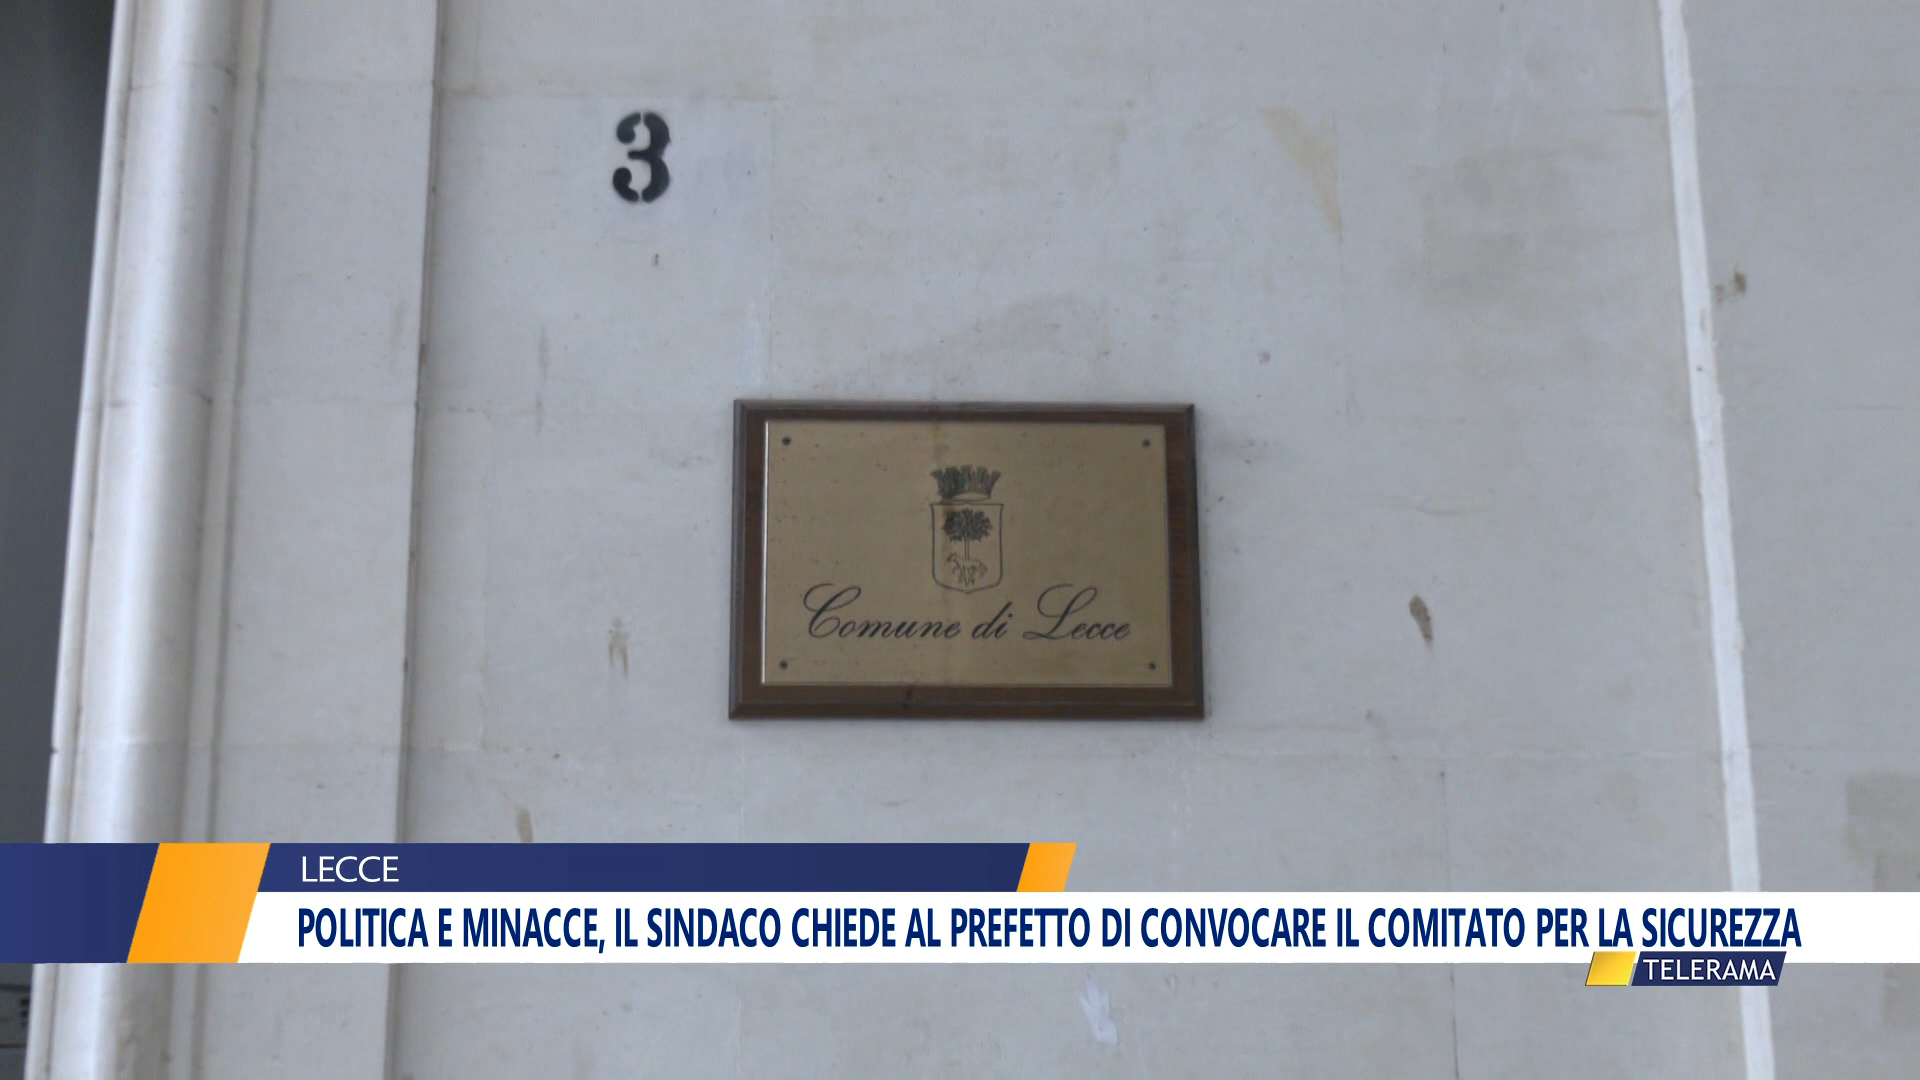 3
Comune di Lecce
LECCE
POLITICA E MINACCE, IL SINDACO CHIEDE AL PREFETTO DI CONVOCARE IL COMITATO PER LA SICUREZZA
TELERAMA